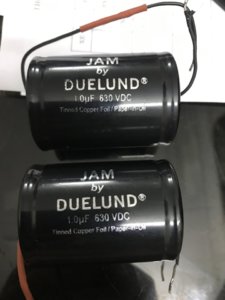 JAM
by
DUELUND®
1.0µF 630 VDC
Tinned Copper Foil / Paper-in-Oil
JAM
by
DUELUND®
1.0µF 630 VDC
Tinned Copper Foil / Paper-in-Oil